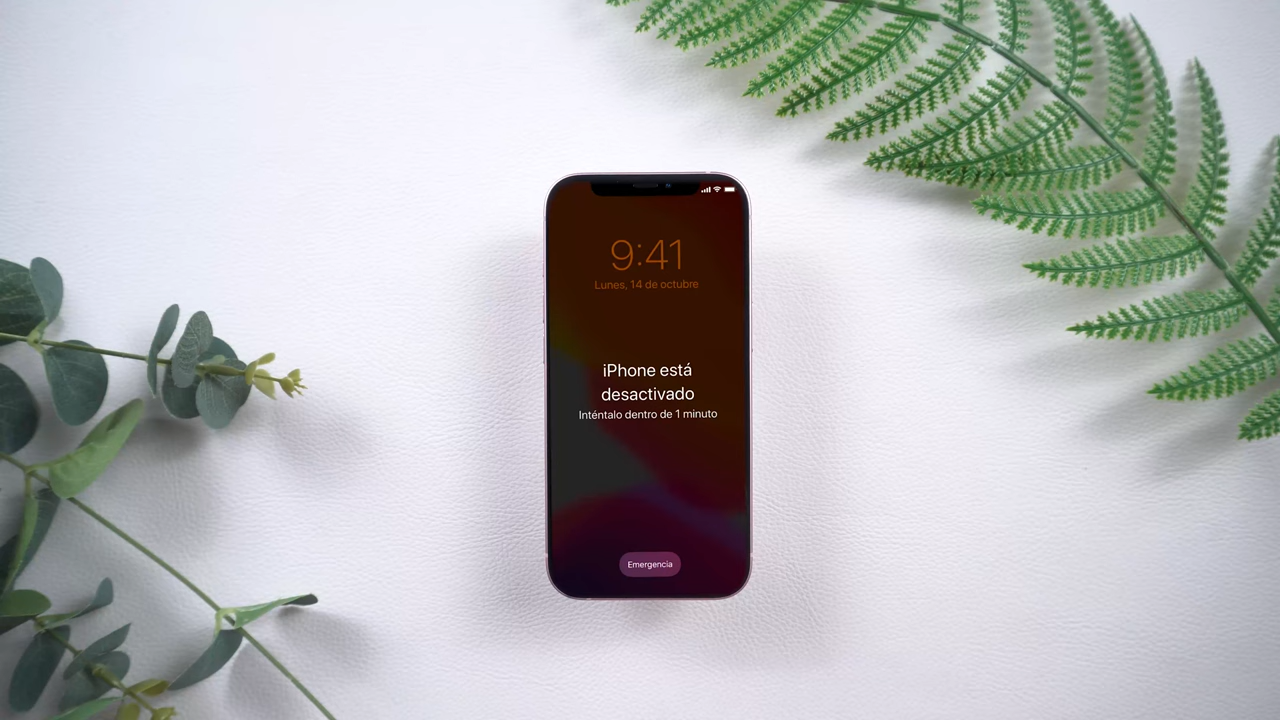 9:41
Lunes, 14 de octubre
iPhone está
desactivado
Inténtalo dentro de 1 minuto
Emergencia